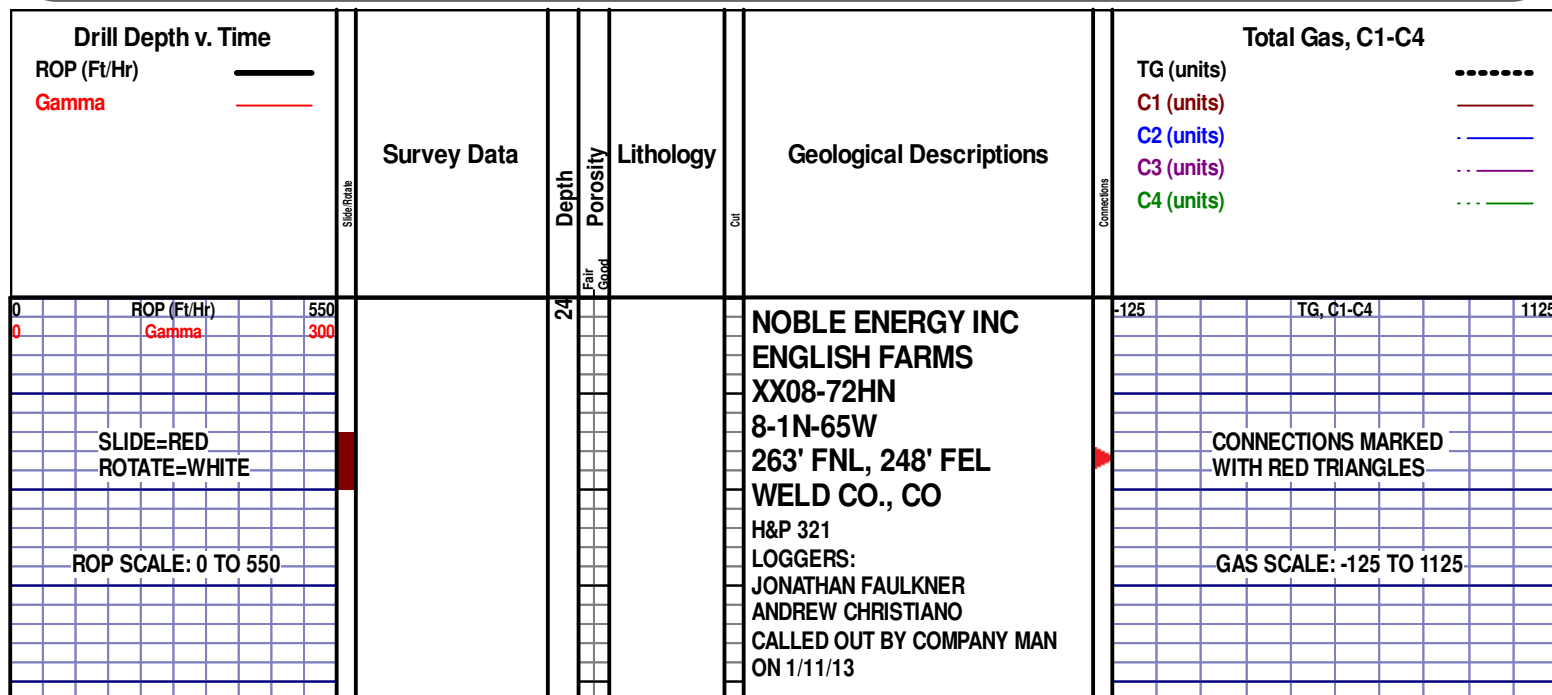 Drill Depth v. Time
ROP (Ft/Hr)
Gamma
Slide/Rotate
Survey Data
Depth
Porosity
Fair
Good
Lithology
Cut
Geological Descriptions
Connections
Total Gas, C1-C4
TG (units)
C1 (units)
C2 (units)
C3 (units)
C4 (units)
0 ROP (Ft/Hr) 550
0 Gamma 300
SLIDE=RED
ROTATE=WHITE
ROP SCALE: 0 TO 550
24
NOBLE ENERGY INC
ENGLISH FARMS
XX08-72HN
8-1N-65W
263' FNL, 248' FEL
WELD CO., CO
H&P 321
LOGGERS:
JONATHAN FAULKNER
ANDREW CHRISTIANO
CALLED OUT BY COMPANY MAN
ON 1/11/13
-125 TG, C1-C4 1125
CONNECTIONS MARKED
WITH RED TRIANGLES
GAS SCALE: -125 TO 1125